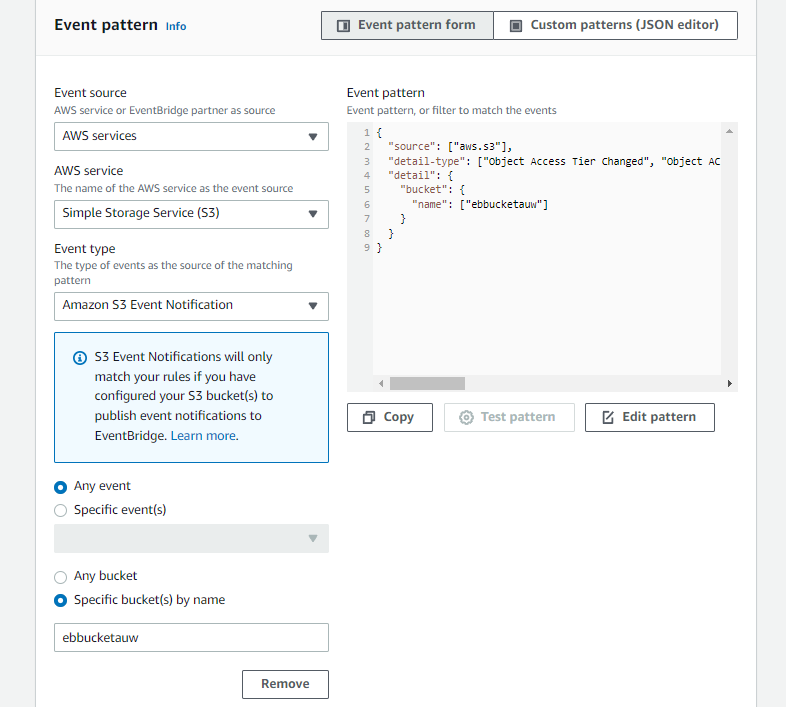 Event pattern Info
Event pattern form
Custom patterns (JSON editor)
Event source
AWS service or EventBridge partner as source
AWS services
AWS service
The name of the AWS service as the event source
Simple Storage Service (S3)
Event type
The type of events as the source of the matching
pattern
Amazon S3 Event Notification
S3 Event Notifications will only
match your rules if you have
configured your S3 bucket(s) to
publish event notifications to
EventBridge. Learn more.
Any event
Specific event(s)
Any bucket
Specific bucket(s) by name
ebbucketauw
Remove
Event pattern
Event pattern, or filter to match the events
1 {
2 "source": ["aws.s3"],
3 "detail-type": ["Object Access Tier Changed", "Object AC
4 "detail": {
5 "bucket": {
6 "name": ["ebbucketauw"]
7 }
8 }
9 }
Copy
Test pattern
Edit pattern